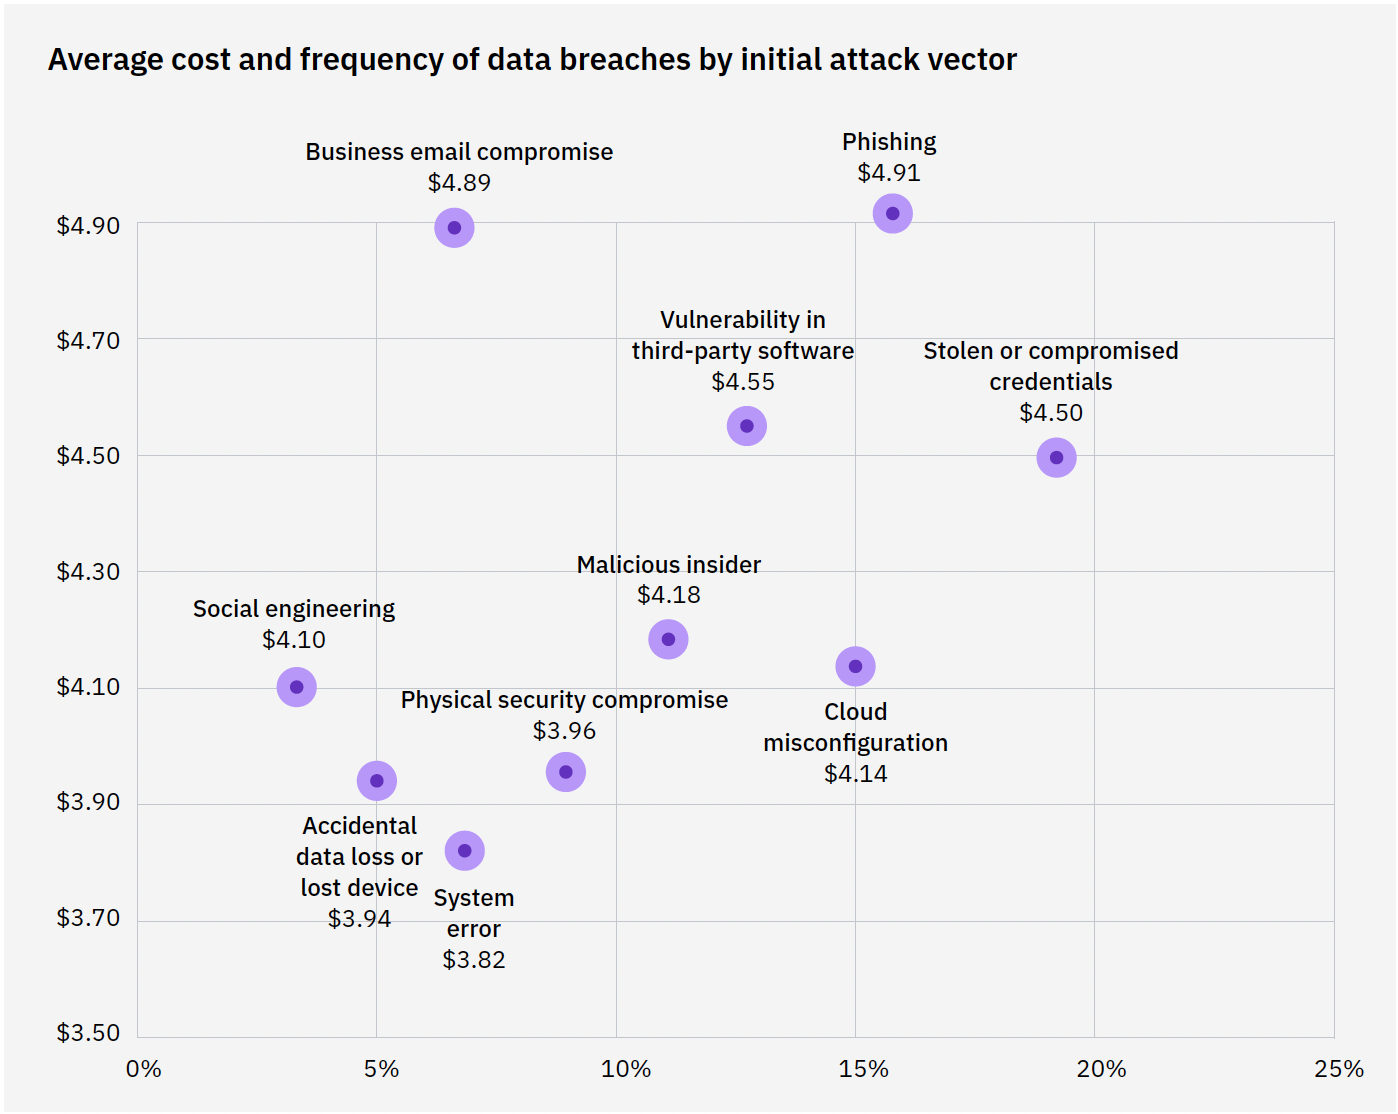 Average cost and frequency of data breaches by initial attack vector
Business email compromise
$4.89
Phishing
$4.91
$4.90
Vulnerability in
third-party software
$4.55
$4.70
Stolen or compromised
credentials
$4.50
$4.50
Malicious insider
$4.18
$4.30
Social engineering
$4.10
$4.10
Physical security compromise
$3.96
Cloud
misconfiguration
$4.14
$3.90
Accidental
data loss or
lost device
$3.94
System
error
$3.82
$3.70
$3.50
0%
5%
10%
15%
20%
25%